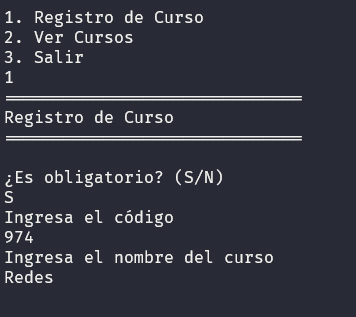 1. Registro de Curso
2. Ver Cursos
3. Salir
1
==================================
Registro de Curso
==================================
¿Es obligatorio? (S/N)
S
Ingresa el código
974
Ingresa el nombre del curso
Redes